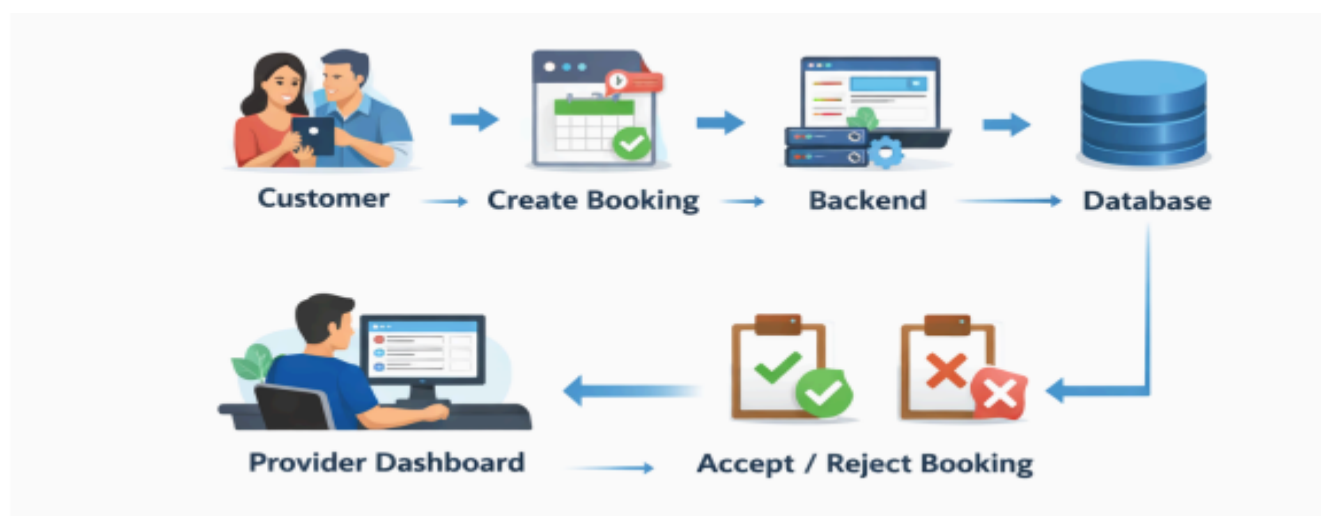 Customer
Create Booking
Backend
Database
Provider Dashboard
Accept / Reject Booking